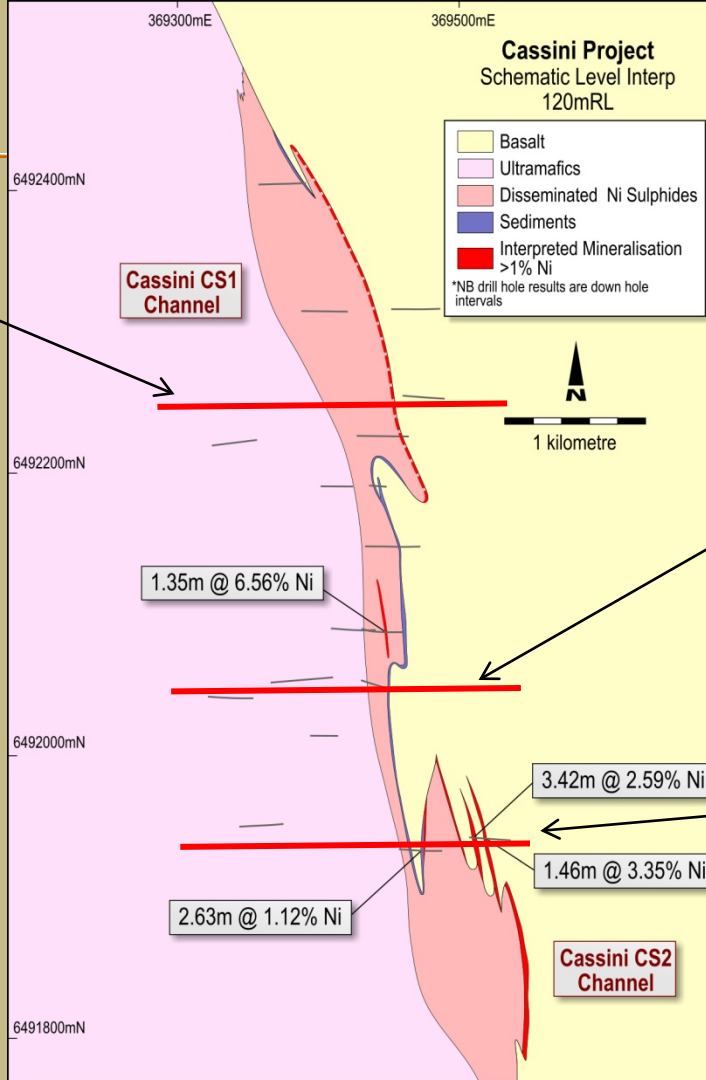 369300mE
369500mE
Cassini Project
Schematic Level Interp
120mRL
Basalt
Ultramafics
Disseminated Ni Sulphides
Sediments
Interpreted Mineralisation
>1% Ni
*NB drill hole results are down hole
intervals
6492400mN
Cassini CS1
Channel
N
1 kilometre
6492200mN
1.35m @ 6.56% Ni
6492000mN
3.42m @ 2.59% Ni
1.46m @ 3.35% Ni
2.63m @ 1.12% Ni
Cassini CS2
Channel
6491800mN